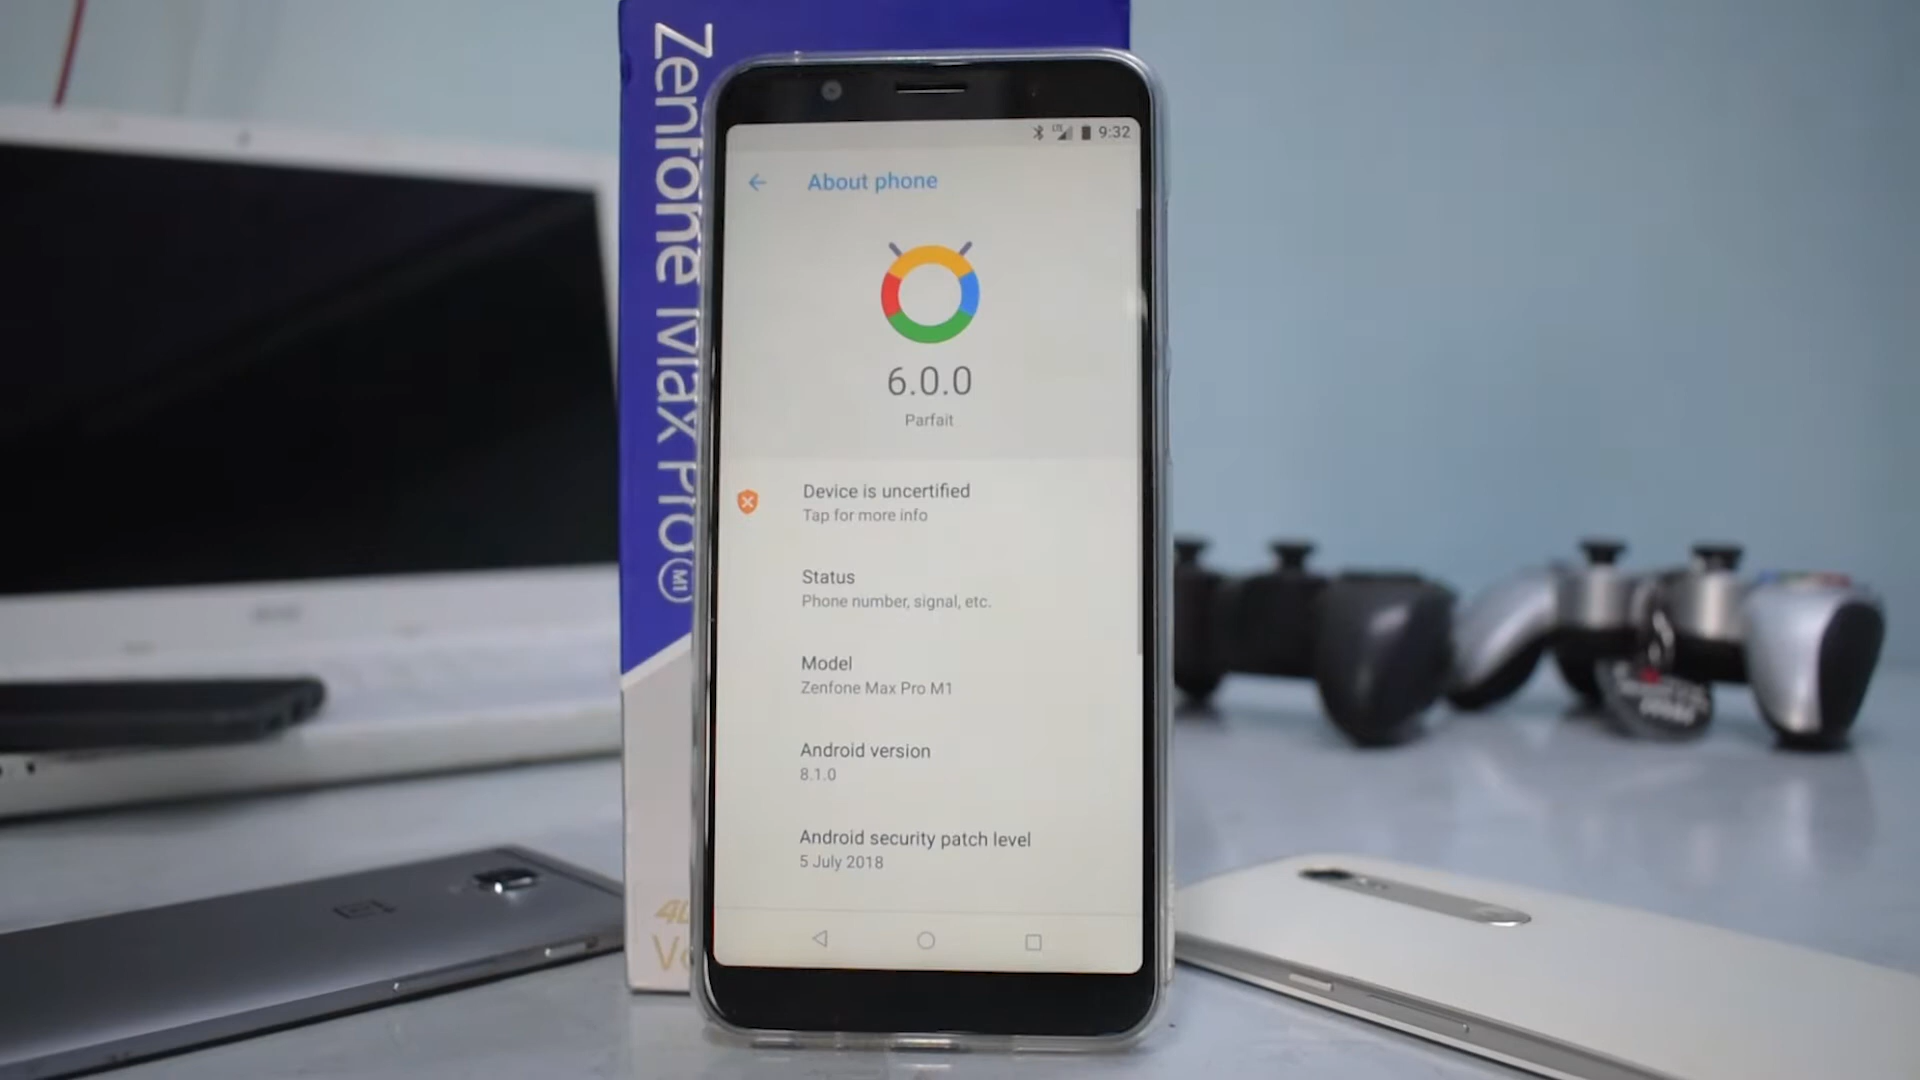 Zenfone Max Pro M1
LTE 9:32
About phone
6.0.0
Parfait
Device is uncertified
Tap for more info
Status
Phone number, signal, etc.
Model
Zenfone Max Pro M1
Android version
8.1.0
Android security patch level
5 July 2018